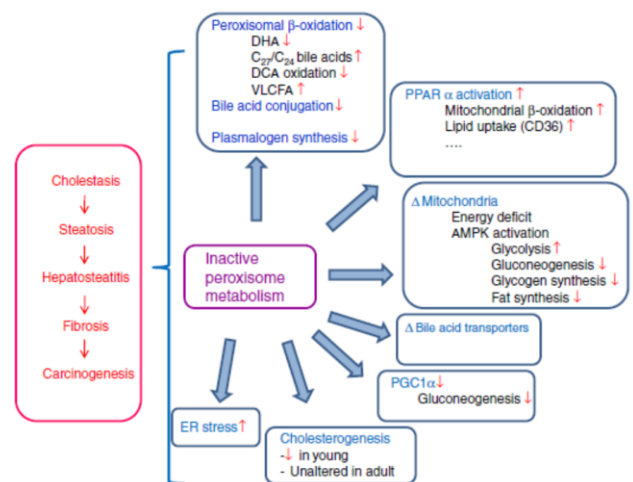 Peroxisomal β-oxidation ↓
DHA ↓
C27/C24 bile acids ↑
DCA oxidation ↓
VLCFA ↑
Bile acid conjugation ↓
Plasmalogen synthesis ↓
PPAR α activation ↑
Mitochondrial β-oxidation ↑
Lipid uptake (CD36) ↑
....
Cholestasis
↓
Steatosis
↓
Hepatosteatitis
↓
Fibrosis
↓
Carcinogenesis
Inactive
peroxisome
metabolism
Δ Mitochondria
Energy deficit
AMPK activation
Glycolysis ↑
Gluconeogenesis ↓
Glycogen synthesis ↓
Fat synthesis ↓
Δ Bile acid transporters
PGC1α↓
Gluconeogenesis ↓
ER stress↑
Cholesterogenesis
-↓ in young
- Unaltered in adult